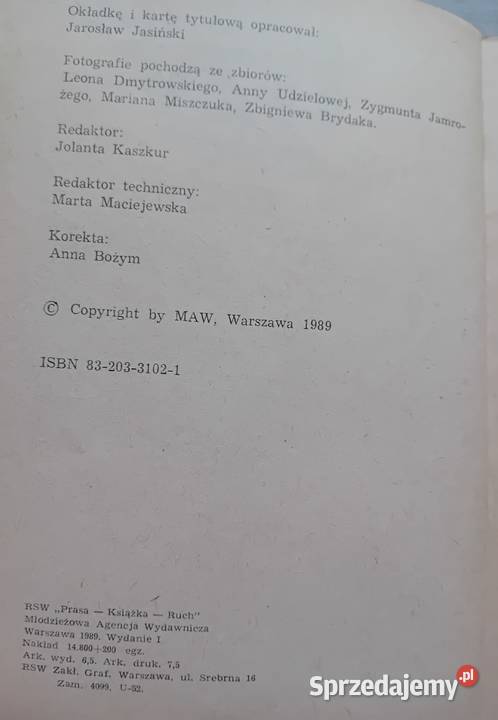 Okładkę i kartę tytułową opracował:
Jarosław Jasiński
Fotografie pochodzą ze zbiorów:
Leona Dmytrowskiego, Anny Udzielowej, Zygmunta Jamro-
żego, Mariana Miszczuka, Zbigniewa Brydaka.
Redaktor:
Jolanta Kaszkur
Redaktor techniczny:
Marta Maciejewska
Korekta:
Anna Bożym
© Copyright by MAW, Warszawa 1989
ISBN 83-203-3102-1
RSW „Prasa — Książka — Ruch"
Młodzieżowa Agencja Wydawnicza
Warszawa 1989. Wydanie I
Nakład 14.800+200 egz.
Ark. wyd. 6,5. Ark. druk. 7,5
RSW Zakł. Graf. Warszawa, ul. Srebrna 16
Zam. 4099. U-52.
Sprzedajemy.pl